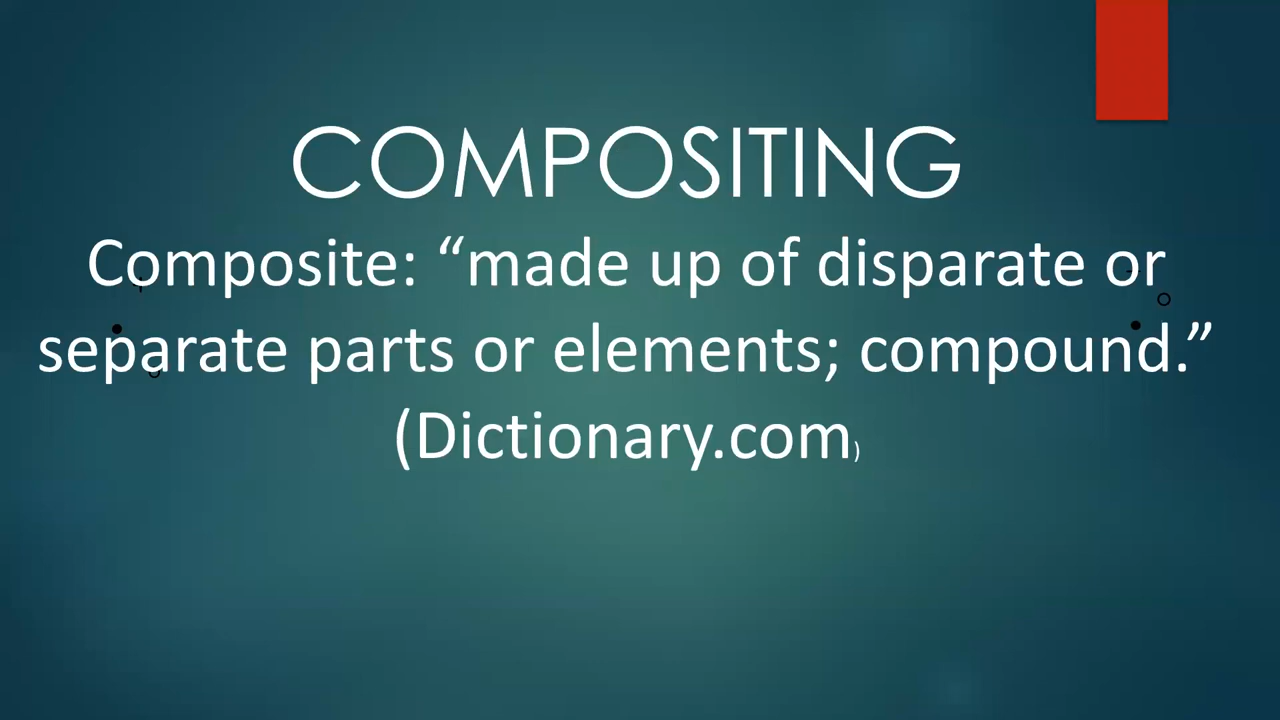 COMPOSITING
Composite: “made up of disparate or
separate parts or elements; compound.”
(Dictionary.com)